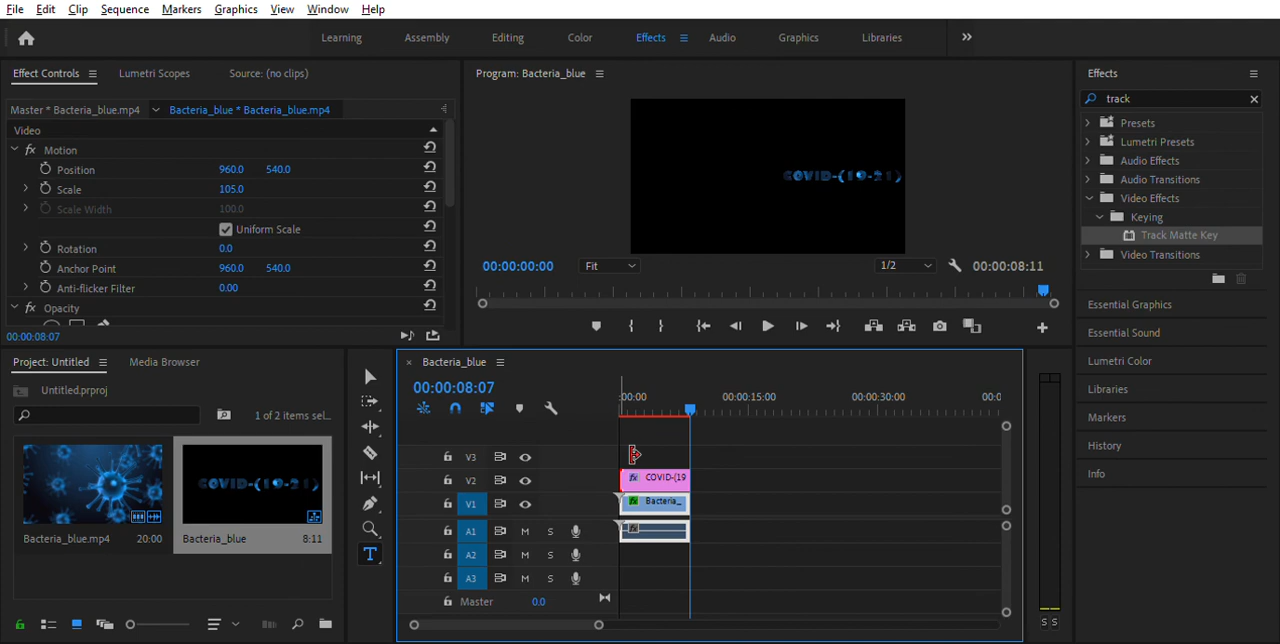 File Edit Clip Sequence Markers Graphics View Window Help
Learning Assembly Editing Color Effects Audio Graphics Libraries
Effect Controls Lumetri Scopes Source: (no clips)
Master * Bacteria_blue.mp4 Bacteria_blue * Bacteria_blue.mp4
Video
fx Motion
Position 960.0 540.0
Scale 105.0
Scale Width 100.0
Uniform Scale
Rotation 0.0
Anchor Point 960.0 540.0
Anti-flicker Filter 0.00
fx Opacity
00:00:08:07
Program: Bacteria_blue
COVID-(19-21)
00:00:00:00 Fit 1/2 00:00:08:11
Effects
track
Presets
Lumetri Presets
Audio Effects
Audio Transitions
Video Effects
Keying
Track Matte Key
Video Transitions
Essential Graphics
Essential Sound
Lumetri Color
Libraries
Markers
History
Info
Project: Untitled Media Browser
Untitled.prproj
1 of 2 items sel...
COVID-(19-21)
Bacteria_blue.mp4 20:00 Bacteria_blue 8:11
T
Bacteria_blue
00:00:08:07
:00:00 00:00:15:00 00:00:30:00 00:0
V3
V2 fx COVID-(19
V1 fx Bacteria_
A1 M S fx
A2 M S
A3 M S
Master 0.0
S S